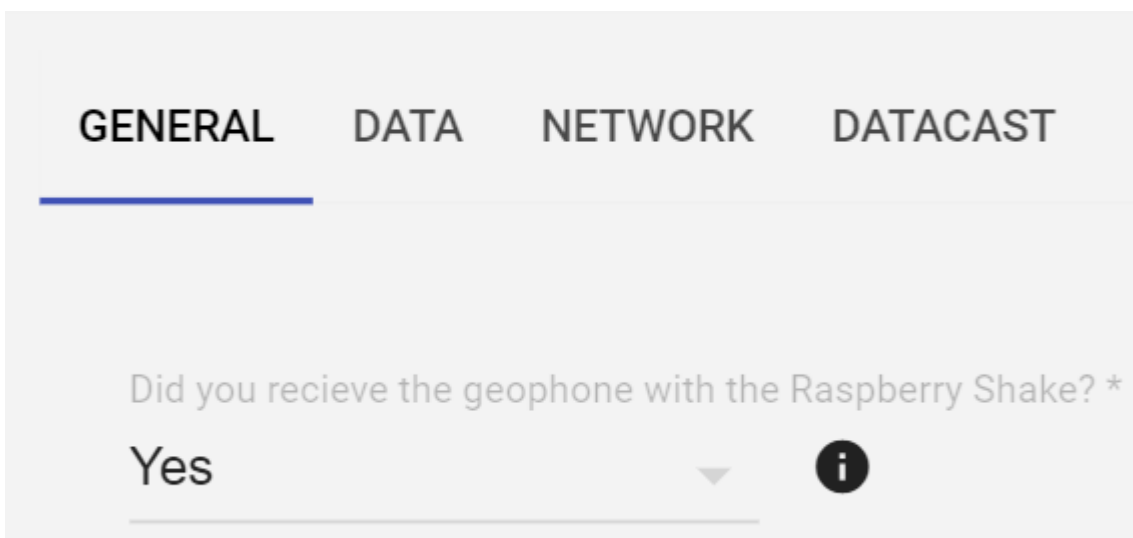 GENERAL DATA NETWORK DATACAST
Did you recieve the geophone with the Raspberry Shake? *
Yes